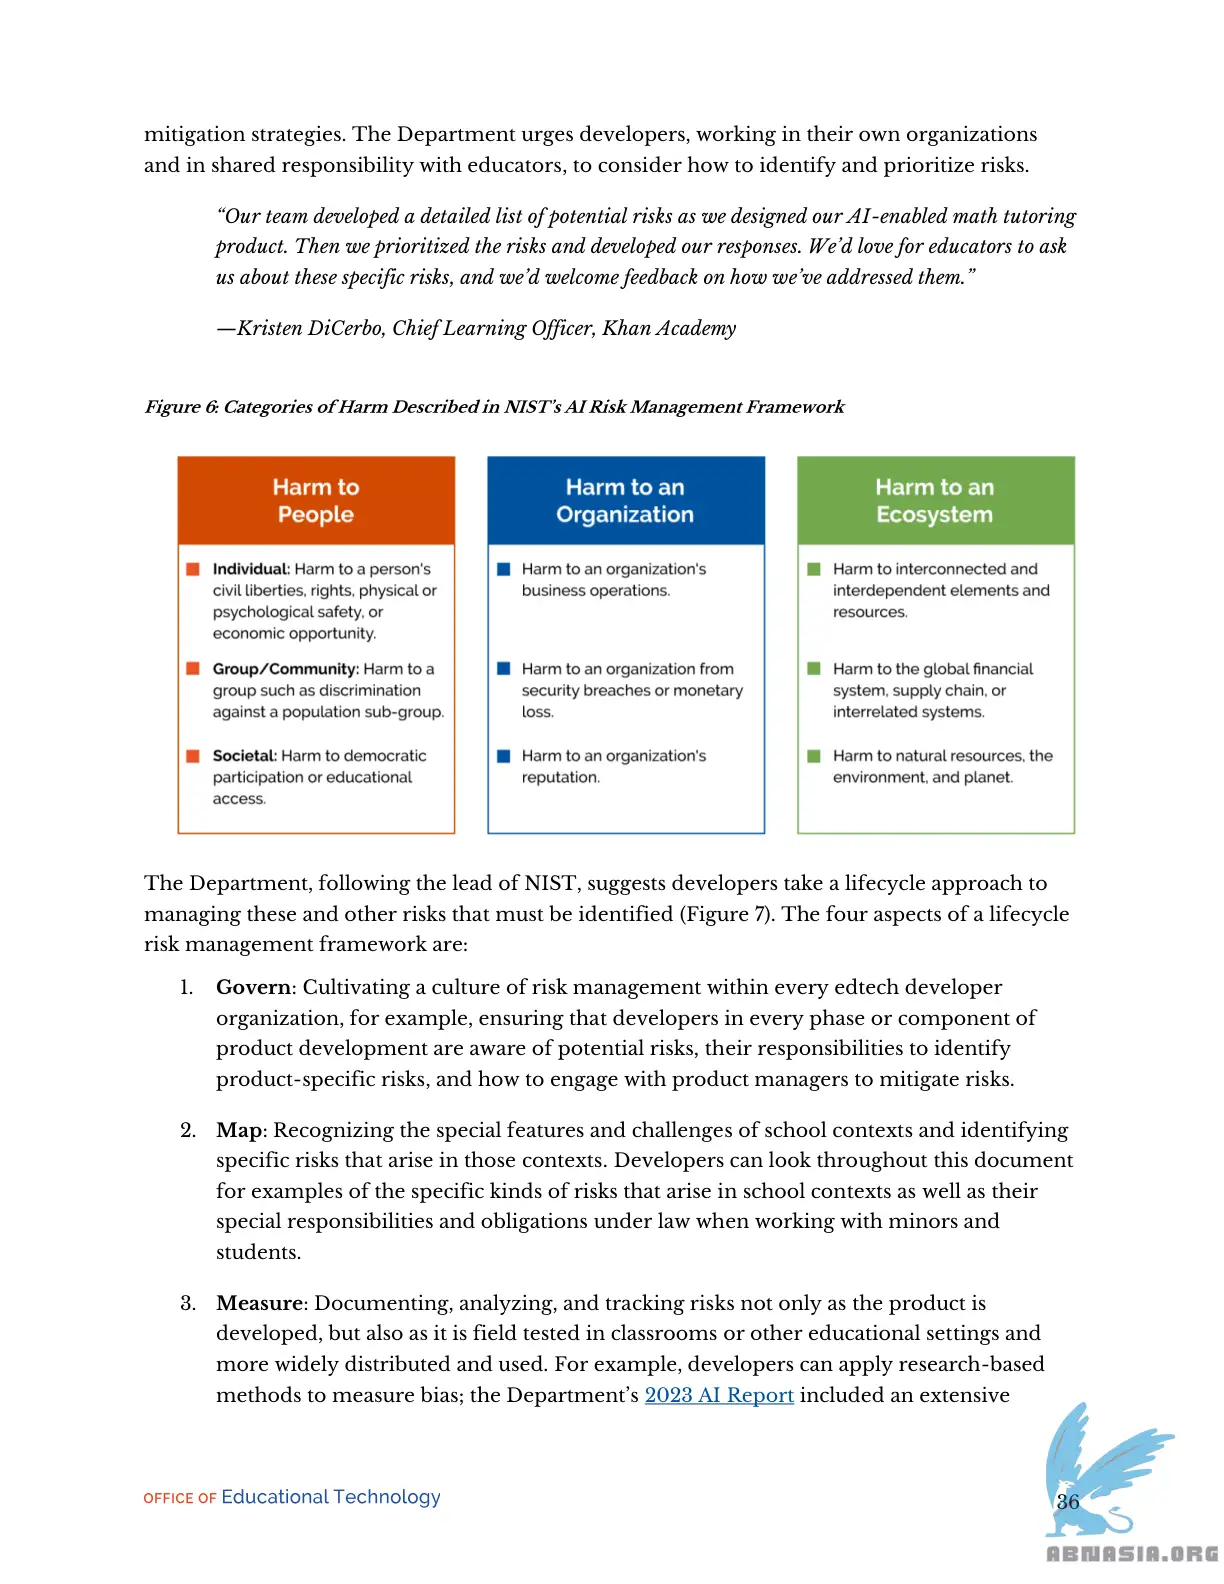 mitigation strategies. The Department urges developers, working in their own organizations
and in shared responsibility with educators, to consider how to identify and prioritize risks.
“Our team developed a detailed list of potential risks as we designed our AI-enabled math tutoring
product. Then we prioritized the risks and developed our responses. We’d love for educators to ask
us about these specific risks, and we’d welcome feedback on how we’ve addressed them.”
—Kristen DiCerbo, Chief Learning Officer, Khan Academy
Figure 6: Categories of Harm Described in NIST’s AI Risk Management Framework
Harm to
People
Individual: Harm to a person's
civil liberties, rights, physical or
psychological safety, or
economic opportunity.
Group/Community: Harm to a
group such as discrimination
against a population sub-group.
Societal: Harm to democratic
participation or educational
access.
Harm to an
Organization
Harm to an organization's
business operations.
Harm to an organization from
security breaches or monetary
loss.
Harm to an organization's
reputation.
Harm to an
Ecosystem
Harm to interconnected and
interdependent elements and
resources.
Harm to the global financial
system, supply chain, or
interrelated systems.
Harm to natural resources, the
environment, and planet.
The Department, following the lead of NIST, suggests developers take a lifecycle approach to
managing these and other risks that must be identified (Figure 7). The four aspects of a lifecycle
risk management framework are:
1. Govern: Cultivating a culture of risk management within every edtech developer
organization, for example, ensuring that developers in every phase or component of
product development are aware of potential risks, their responsibilities to identify
product-specific risks, and how to engage with product managers to mitigate risks.
2. Map: Recognizing the special features and challenges of school contexts and identifying
specific risks that arise in those contexts. Developers can look throughout this document
for examples of the specific kinds of risks that arise in school contexts as well as their
special responsibilities and obligations under law when working with minors and
students.
3. Measure: Documenting, analyzing, and tracking risks not only as the product is
developed, but also as it is field tested in classrooms or other educational settings and
more widely distributed and used. For example, developers can apply research-based
methods to measure bias; the Department’s 2023 AI Report included an extensive
OFFICE OF Educational Technology
36
ABNASIA.ORG